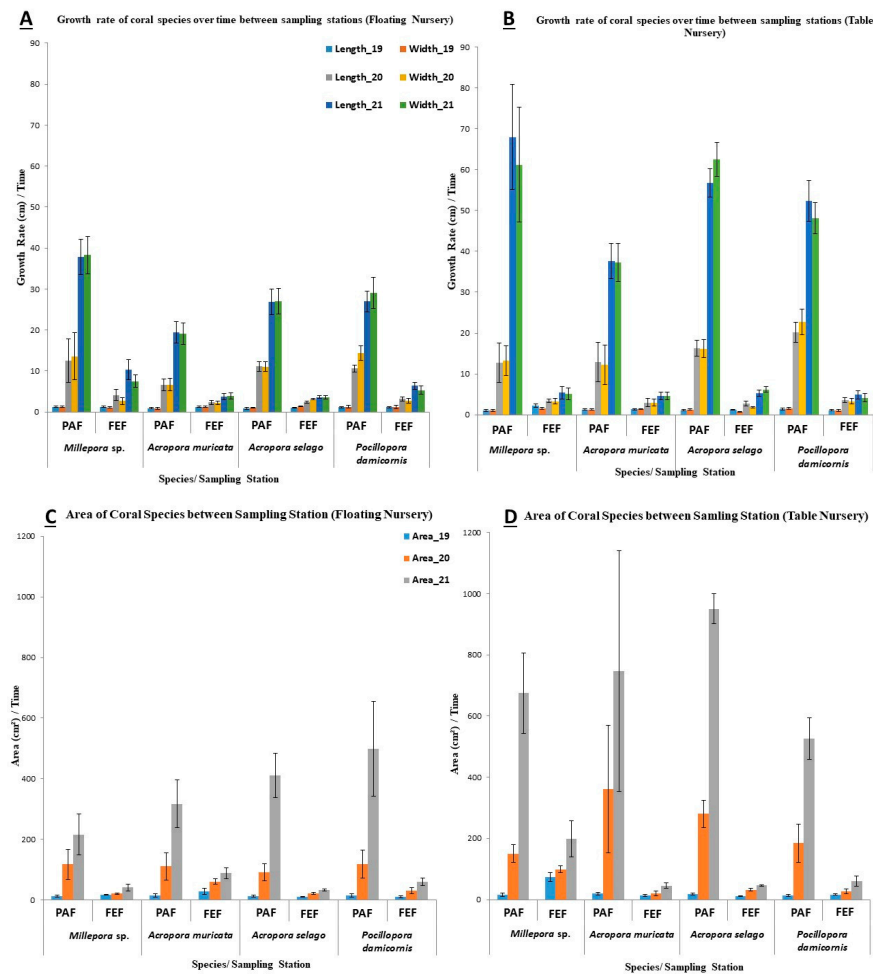 A
Growth rate of coral species over time between sampling stations (Floating Nursery)
Length_19 Width_19
Length_20 Width_20
Length_21 Width_21
90
80
70
60
50
40
30
20
10
0
Growth Rate (cm) / Time
PAF FEF PAF FEF PAF FEF PAF FEF
Millepora sp. Acropora muricata Acropora selago Pocillopora
damicornis
Species/ Sampling Station
B
Growth rate of coral species over time between sampling stations (Table
Nursery)
90
80
70
60
50
40
30
20
10
0
Growth Rate (cm) / Time
PAF FEF PAF FEF PAF FEF PAF FEF
Millepora sp. Acropora muricata Acropora selago Pocillopora
damicornis
Species/ Sampling Station
C Area of Coral Species between Sampling Station (Floating Nursery)
Area_19
Area_20
Area_21
1200
1000
800
600
400
200
0
Area (cm²) / Time
PAF FEF PAF FEF PAF FEF PAF FEF
Millepora sp. Acropora muricata Acropora selago Pocillopora
damicornis
Species/ Sampling Station
D Area of Coral Species between Samling Station (Table Nursery)
1200
1000
800
600
400
200
0
Area (cm²) / Time
PAF FEF PAF FEF PAF FEF PAF FEF
Millepora sp. Acropora muricata Acropora selago Pocillopora
damicornis
Species/ Sampling Station